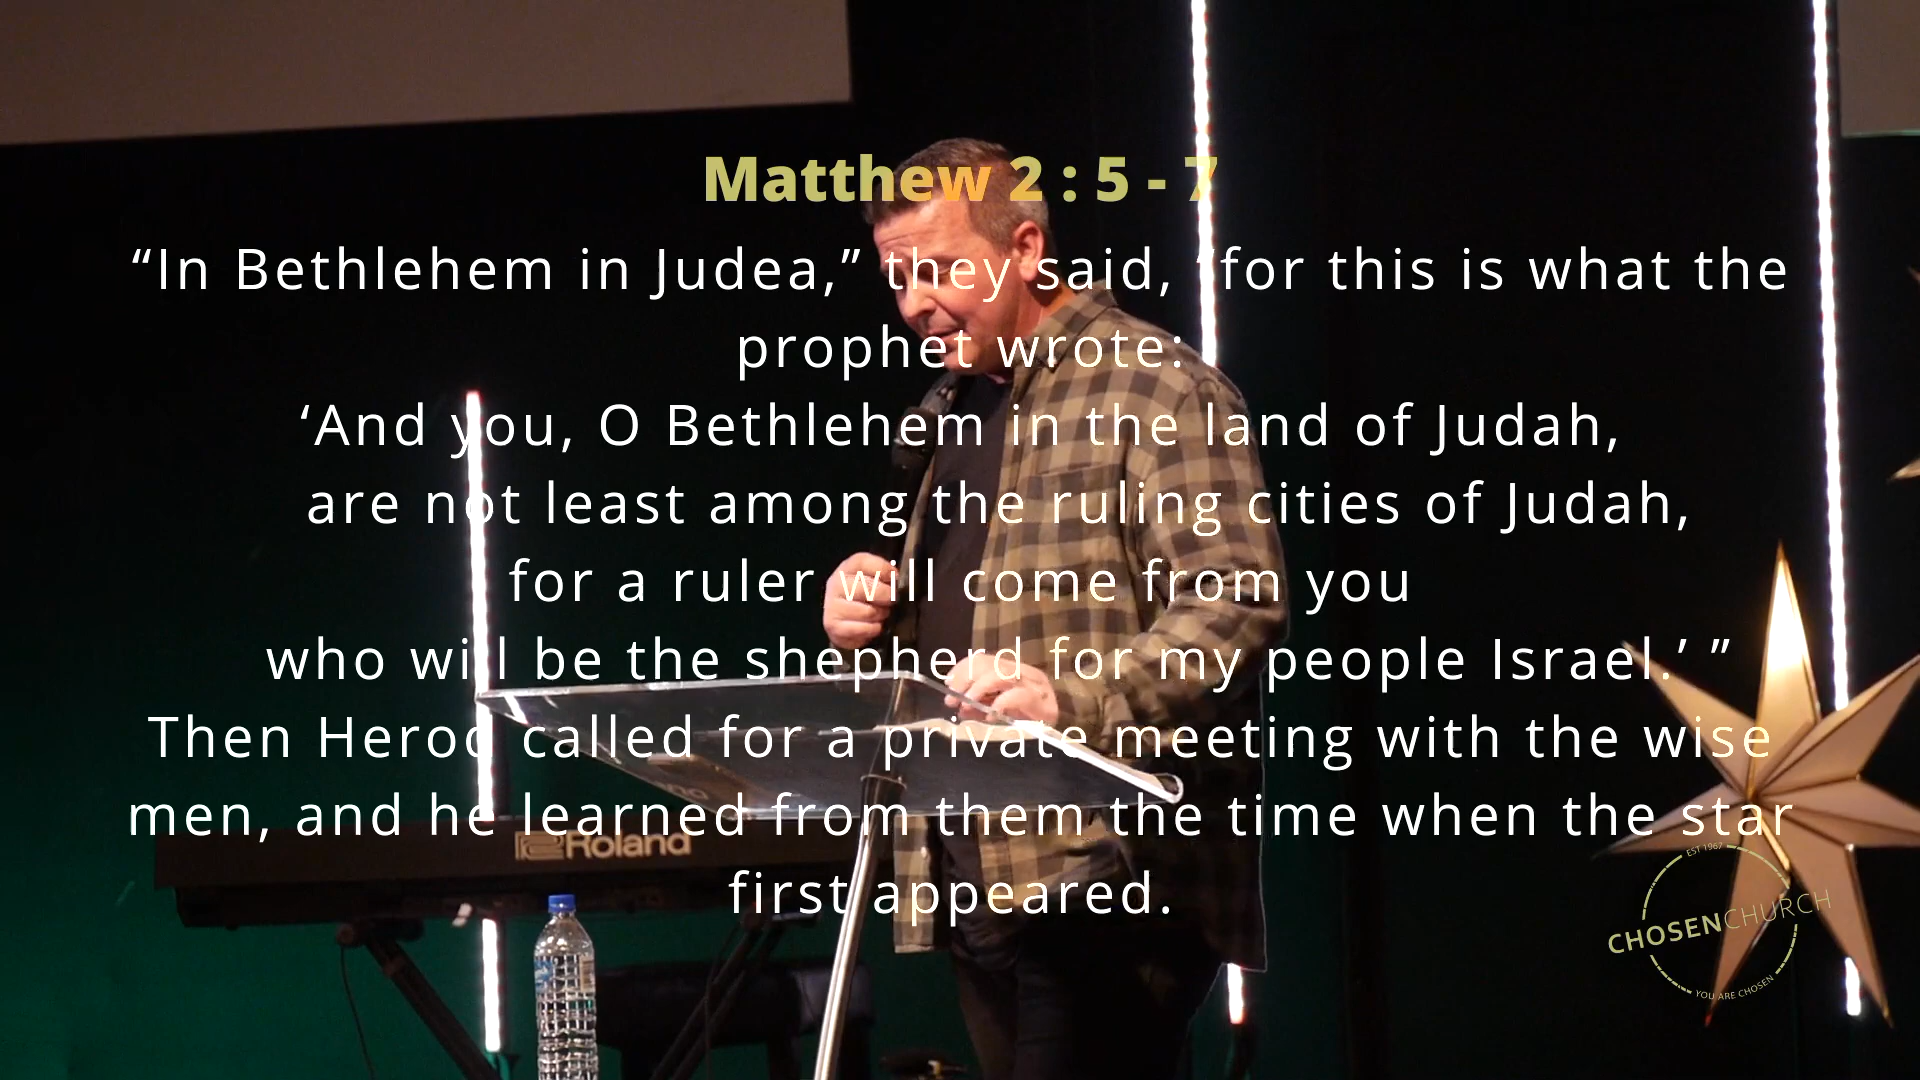 Matthew 2 : 5 - 7
“In Bethlehem in Judea,” they said, “for this is what the
prophet wrote:
‘And you, O Bethlehem in the land of Judah,
are not least among the ruling cities of Judah,
for a ruler will come from you
who will be the shepherd for my people Israel.’ ”
Then Herod called for a private meeting with the wise
men, and he learned from them the time when the star
first appeared.
Roland
EST 1967
CHOSENCHURCH
YOU ARE CHOSEN